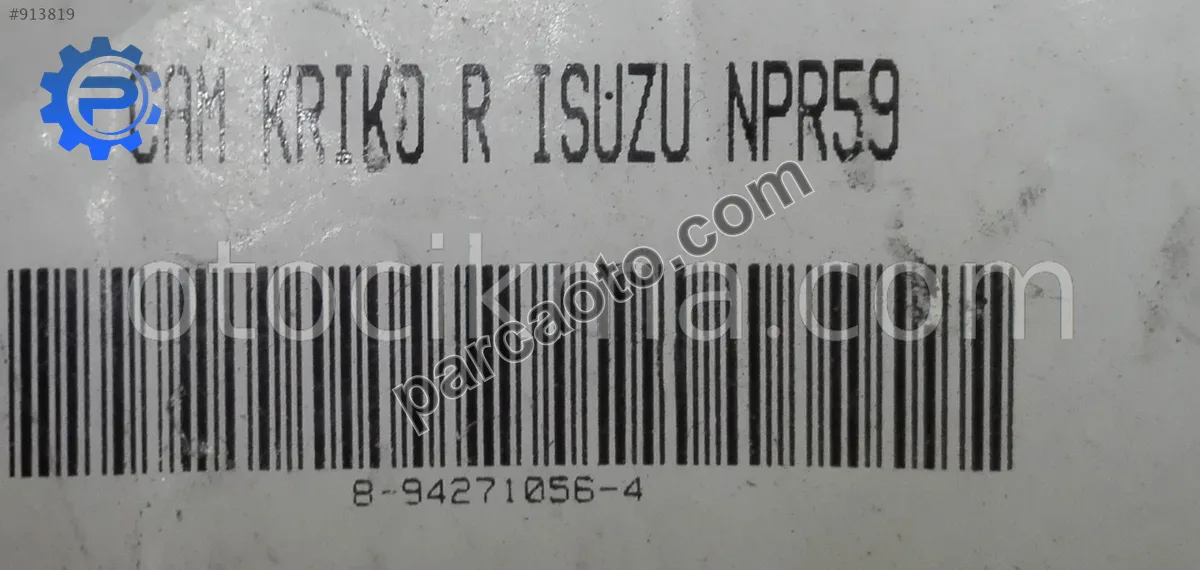 #913819
CAM KRIKO R ISUZU NPR59
parcaoto.com
otocikma.com
8-94271056-4